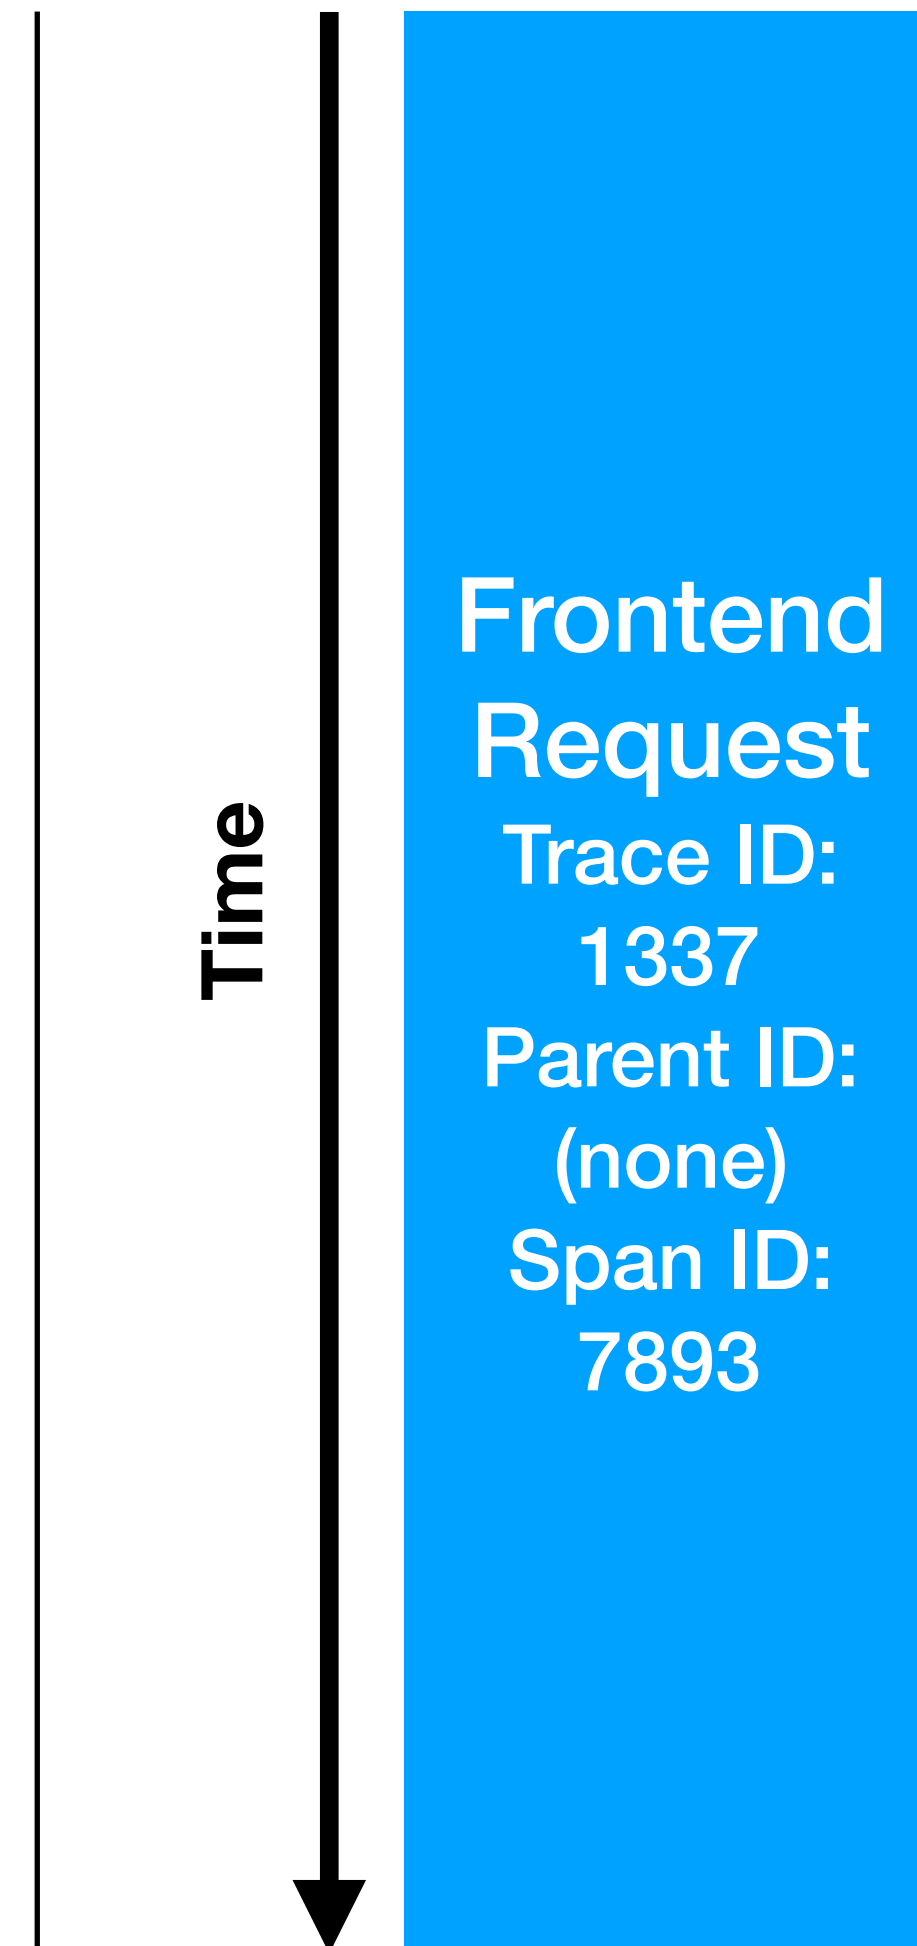 Time
Frontend
Request
Trace ID:
1337
Parent ID:
(none)
Span ID:
7893